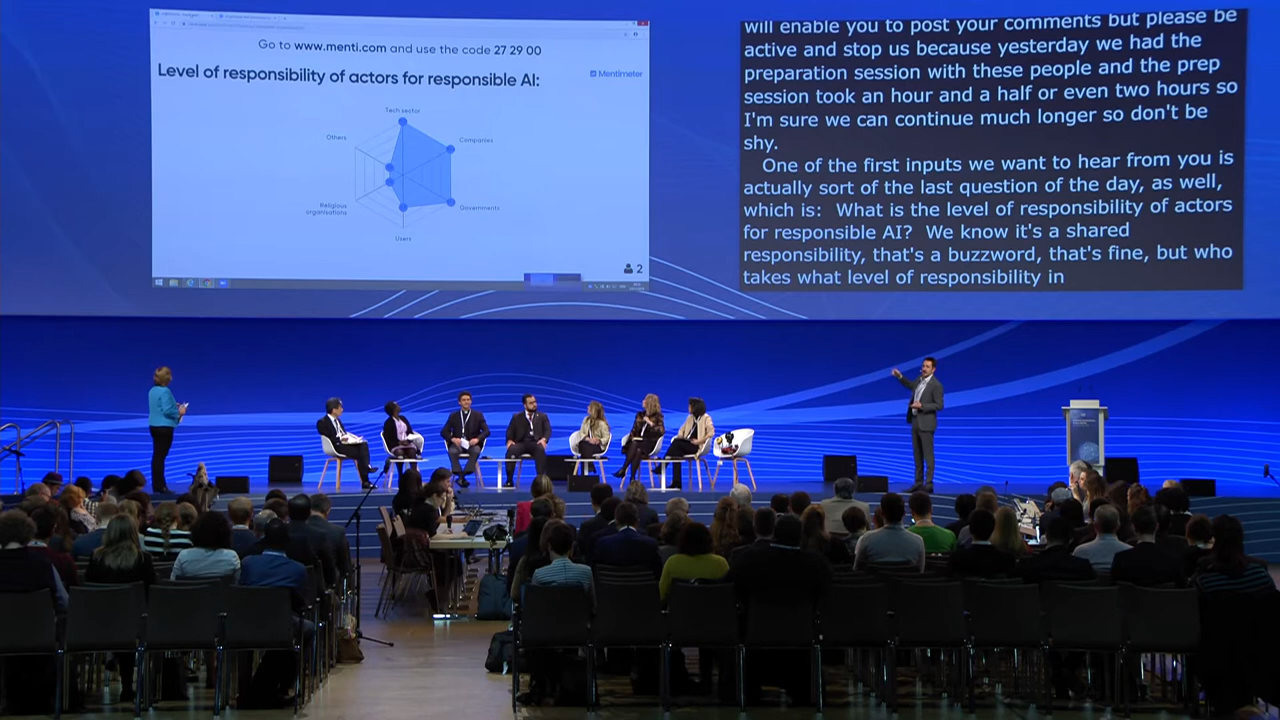 Go to www.menti.com and use the code 27 29 00
Level of responsibility of actors for responsible AI:
Mentimeter
Tech sector
Others
Companies
Religious
organisations
Governments
Users
2
will enable you to post your comments but please be
active and stop us because yesterday we had the
preparation session with these people and the prep
session took an hour and a half or even two hours so
I'm sure we can continue much longer so don't be
shy.
One of the first inputs we want to hear from you is
actually sort of the last question of the day, as well,
which is: What is the level of responsibility of actors
for responsible AI? We know it's a shared
responsibility, that's a buzzword, that's fine, but who
takes what level of responsibility in